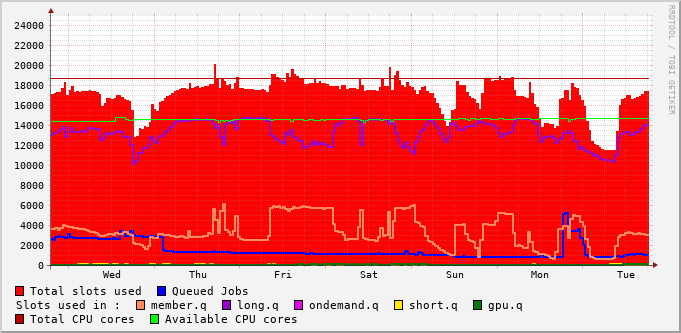 24000
22000
20000
18000
16000
14000
12000
10000
8000
6000
4000
2000
0
Wed Thu Fri Sat Sun Mon Tue
Total slots used Queued Jobs
Slots used in : member.q long.q ondemand.q short.q gpu.q
Total CPU cores Available CPU cores
RRDTOOL / TOBI OETIKER